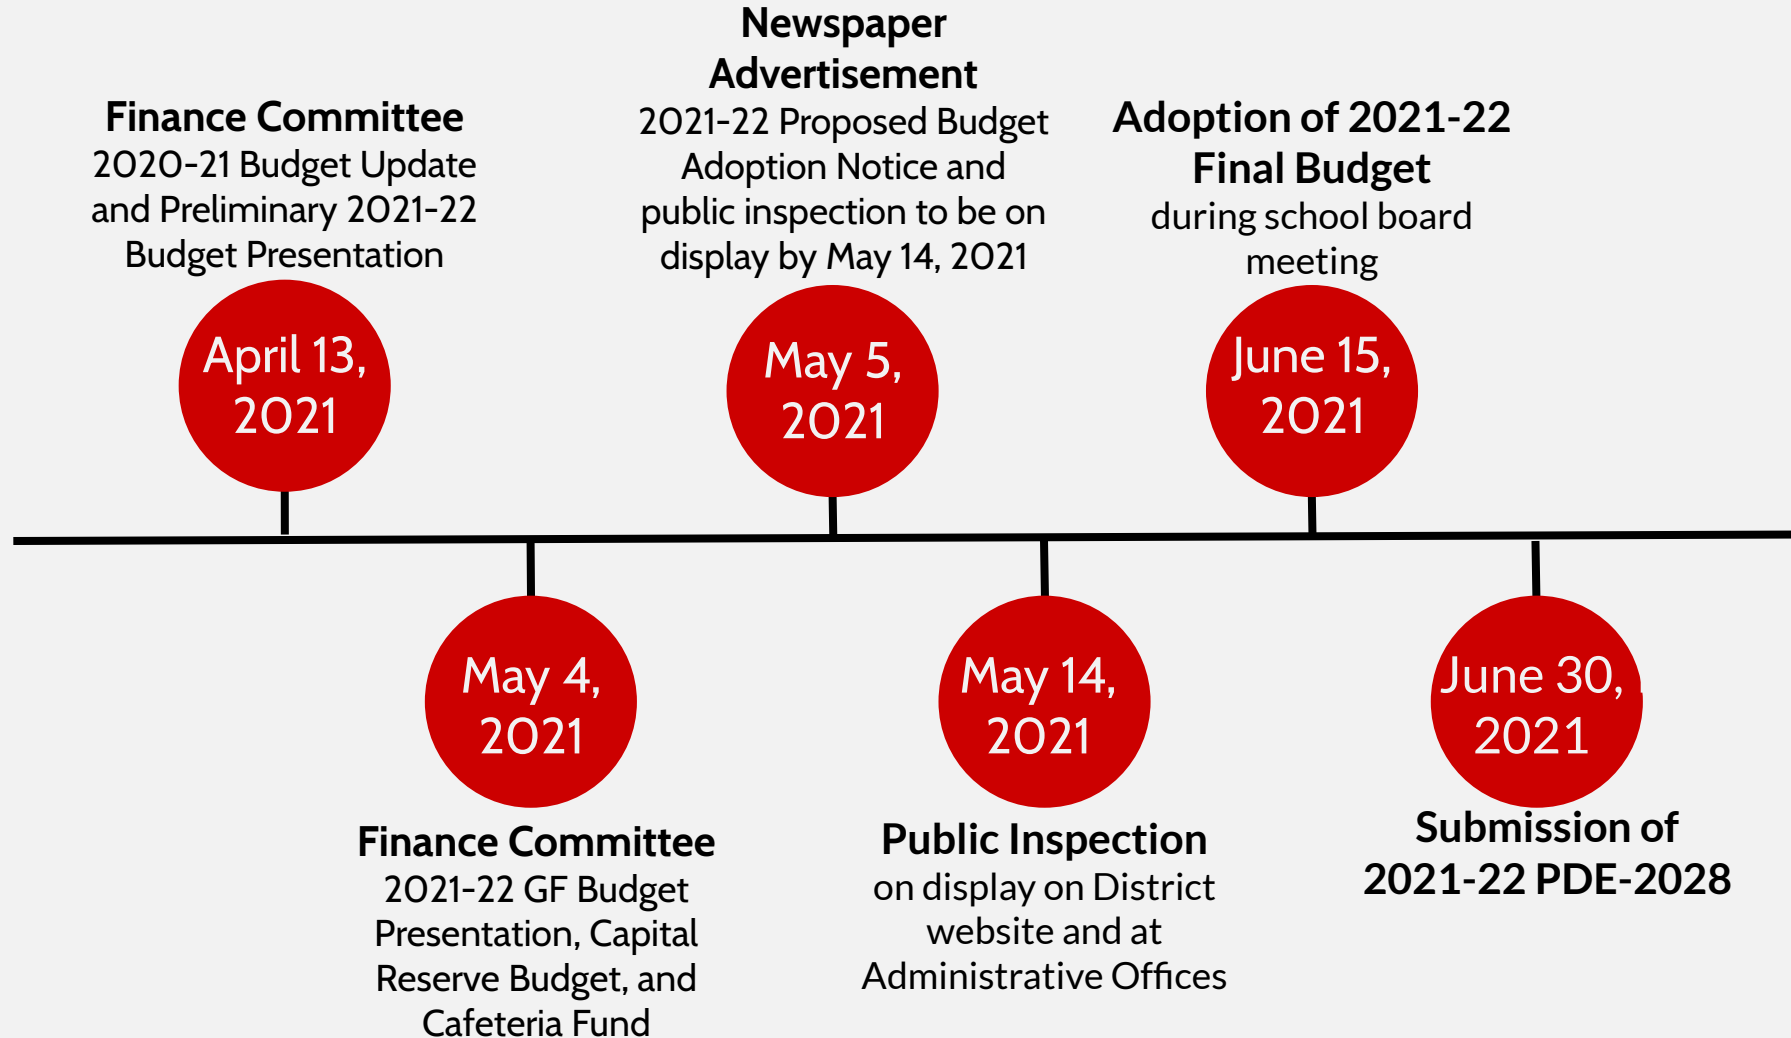 Finance Committee
2020-21 Budget Update
and Preliminary 2021-22
Budget Presentation
April 13,
2021
May 4,
2021
Finance Committee
2021-22 GF Budget
Presentation, Capital
Reserve Budget, and
Cafeteria Fund
Newspaper
Advertisement
2021-22 Proposed Budget
Adoption Notice and
public inspection to be on
display by May 14, 2021
May 5,
2021
May 14,
2021
Public Inspection
on display on District
website and at
Administrative Offices
Adoption of 2021-22
Final Budget
during school board
meeting
June 15,
2021
June 30,
2021
Submission of
2021-22 PDE-2028